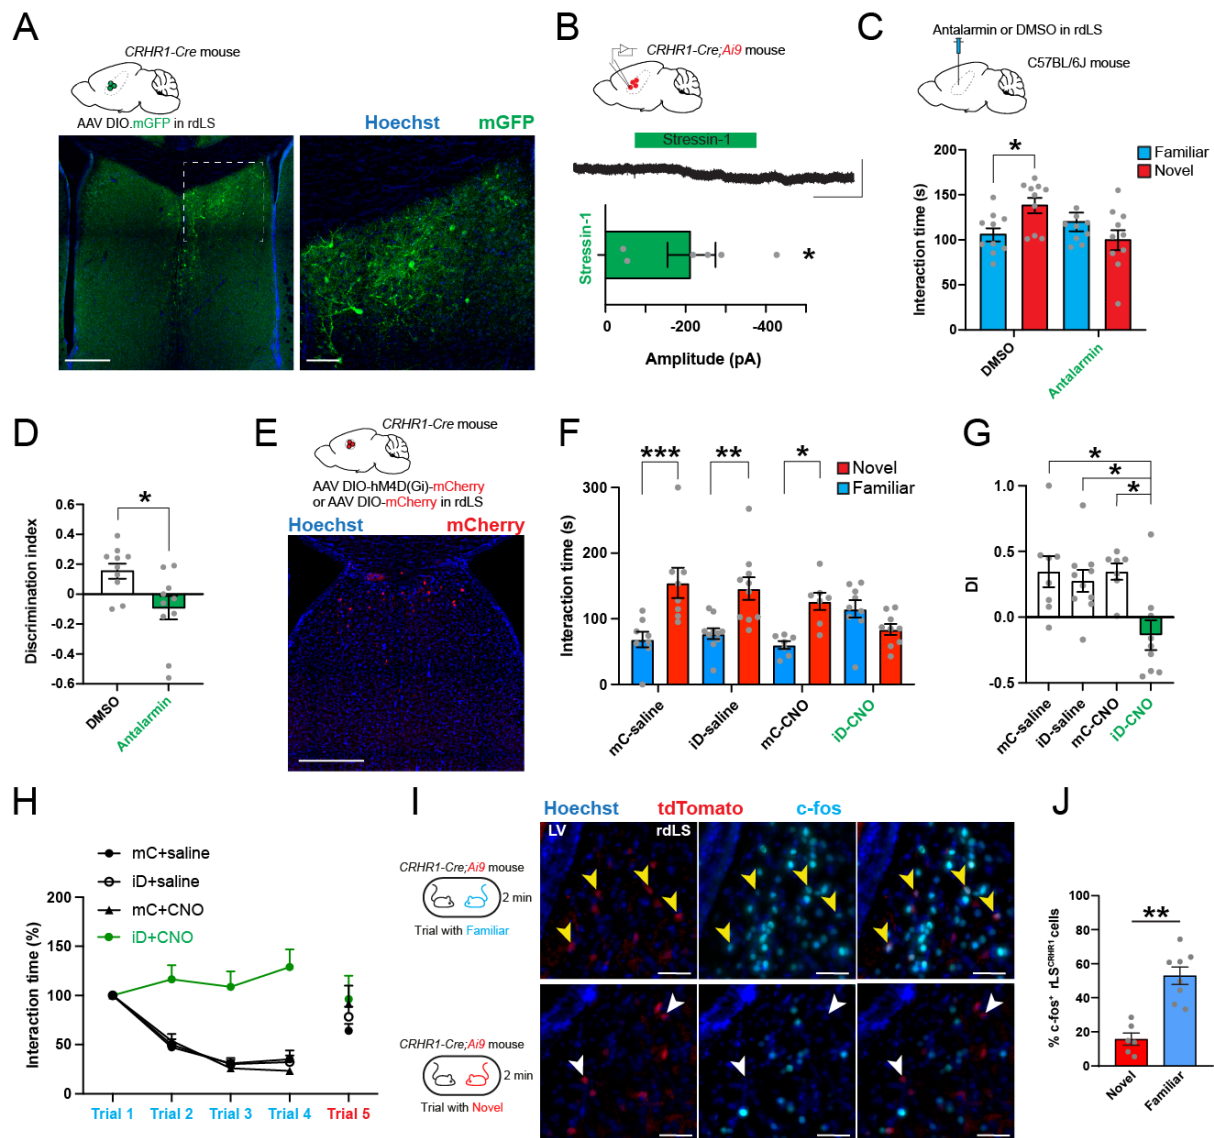 A
CRHR1-Cre mouse
AAV DIO.mGFP in rdLS
Hoechst mGFP
B
CRHR1-Cre;Ai9 mouse
Stressin-1
Stressin-1
*
0 -200 -400
Amplitude (pA)
C
Antalarmin or DMSO in rdLS
C57BL/6J mouse
Familiar
Novel
*
Interaction time (s)
200
150
100
50
0
DMSO
Antalarmin
D
*
Discrimination index
0.6
0.4
0.2
0
-0.2
-0.4
-0.6
DMSO
Antalarmin
E
CRHR1-Cre mouse
AAV DIO-hM4D(Gi)-mCherry
or AAV DIO-mCherry in rdLS
Hoechst mCherry
F
*** ** *
Novel
Familiar
Interaction time (s)
300
200
150
100
50
0
mC-saline
iD-saline
mC-CNO
iD-CNO
G
*
*
*
DI
1.0
0.5
0.0
-0.5
mC-saline
iD-saline
mC-CNO
iD-CNO
H
mC+saline
iD+saline
mC+CNO
iD+CNO
Interaction time (%)
200
150
100
50
0
Trial 1 Trial 2 Trial 3 Trial 4 Trial 5
I
Hoechst tdTomato c-fos
LV rdLS
CRHR1-Cre;Ai9 mouse
2 min
Trial with Familiar
CRHR1-Cre;Ai9 mouse
2 min
Trial with Novel
J
**
% c-fos+ rLSCRHR1 cells
100
80
60
40
20
0
Novel
Familiar